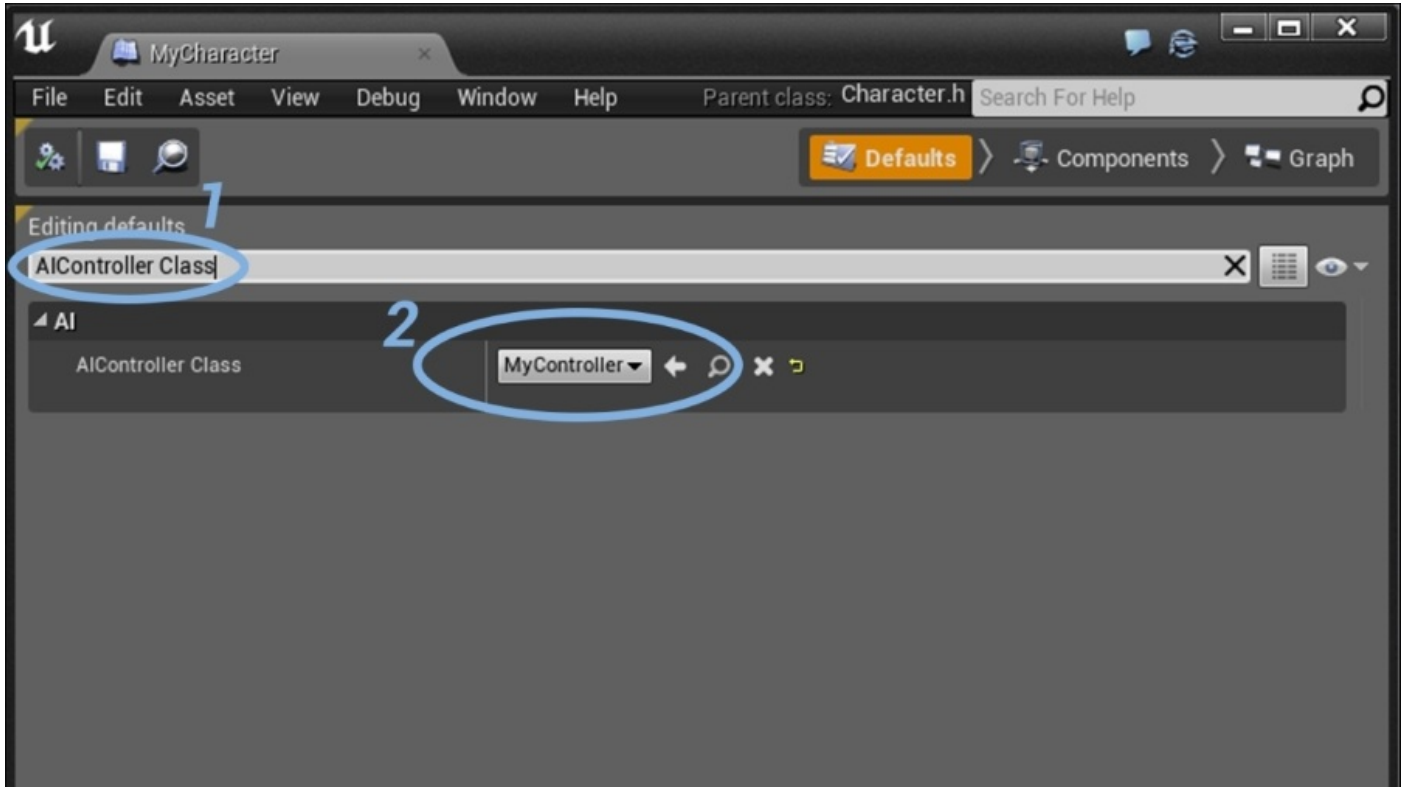 MyCharacter
File Edit Asset View Debug Window Help Parent class: Character.h Search For Help
Defaults Components Graph
1
Editing defaults
AIController Class
AI
2
AIController Class MyController